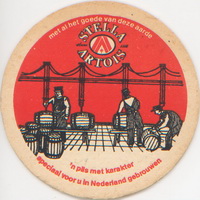 met al het goede van deze aarde
STELLA
ARTOIS
'n pils met karakter
speciaal voor u in Nederland gebrouwen